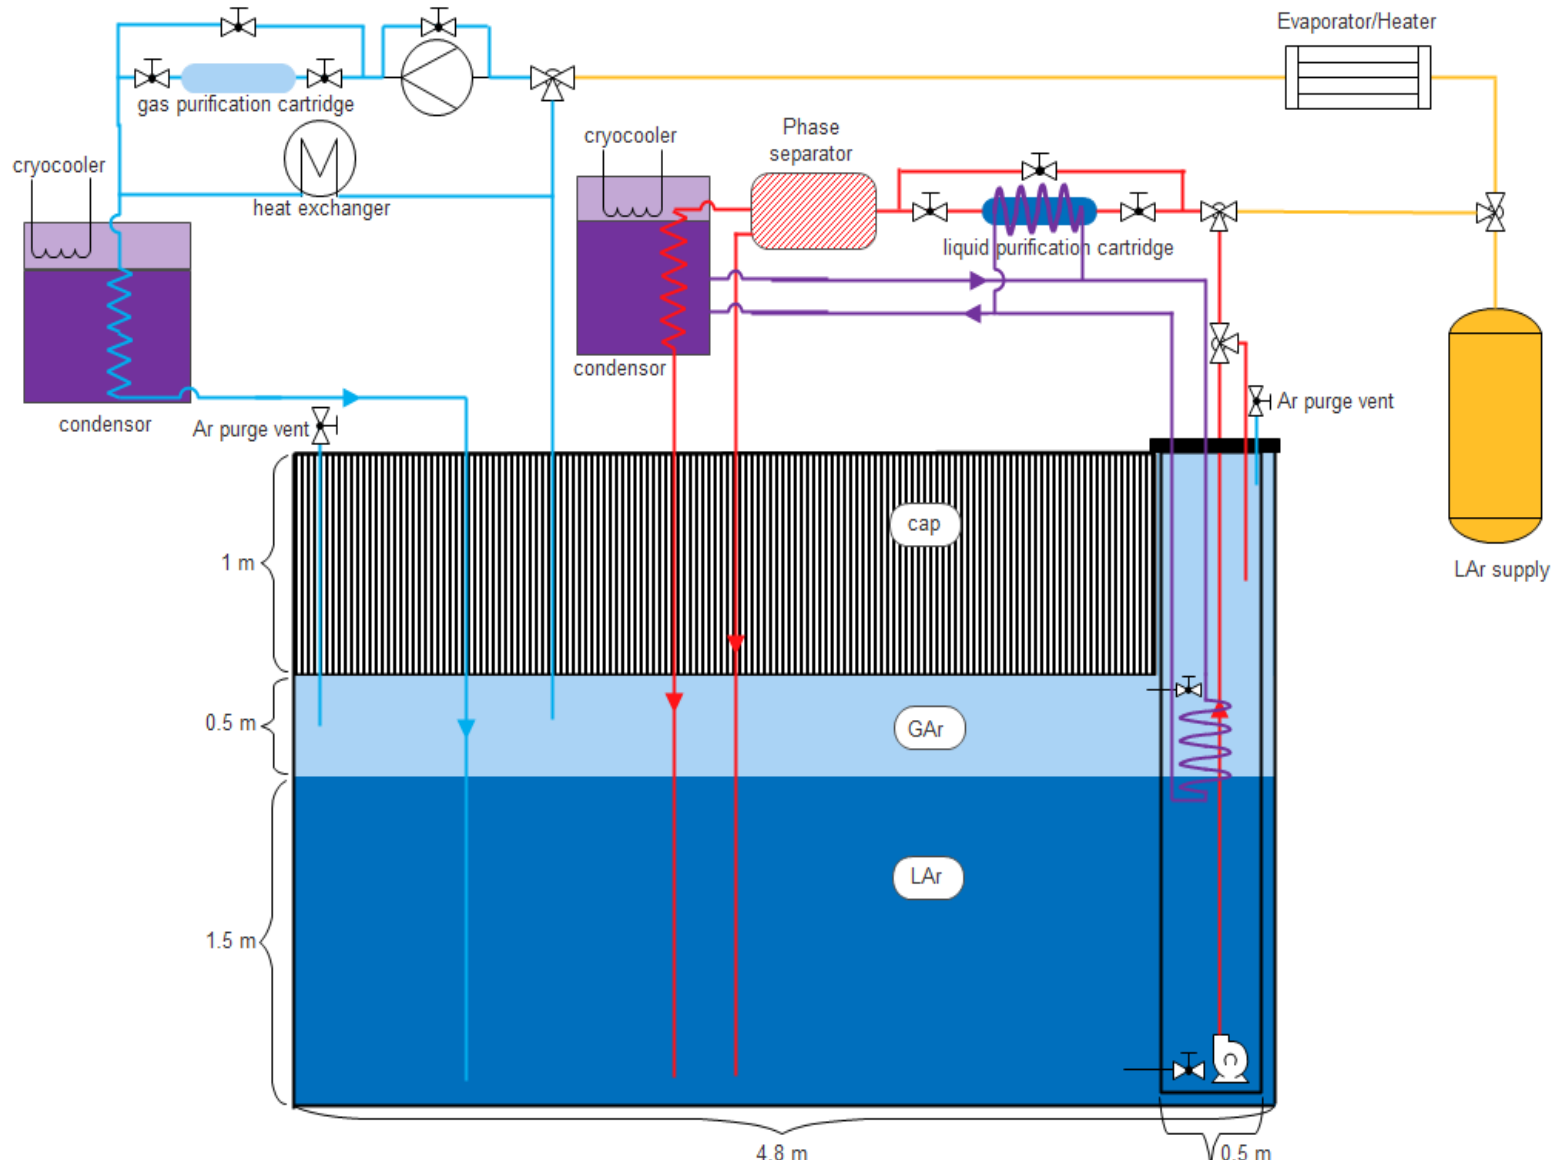 Evaporator/Heater
gas purification cartridge
Phase
separator
cryocooler
cryocooler
heat exchanger
liquid purification cartridge
condensor
condensor
Ar purge vent
Ar purge vent
cap
1 m
LAr supply
0.5 m
GAr
LAr
1.5 m
4.8 m
0.5 m